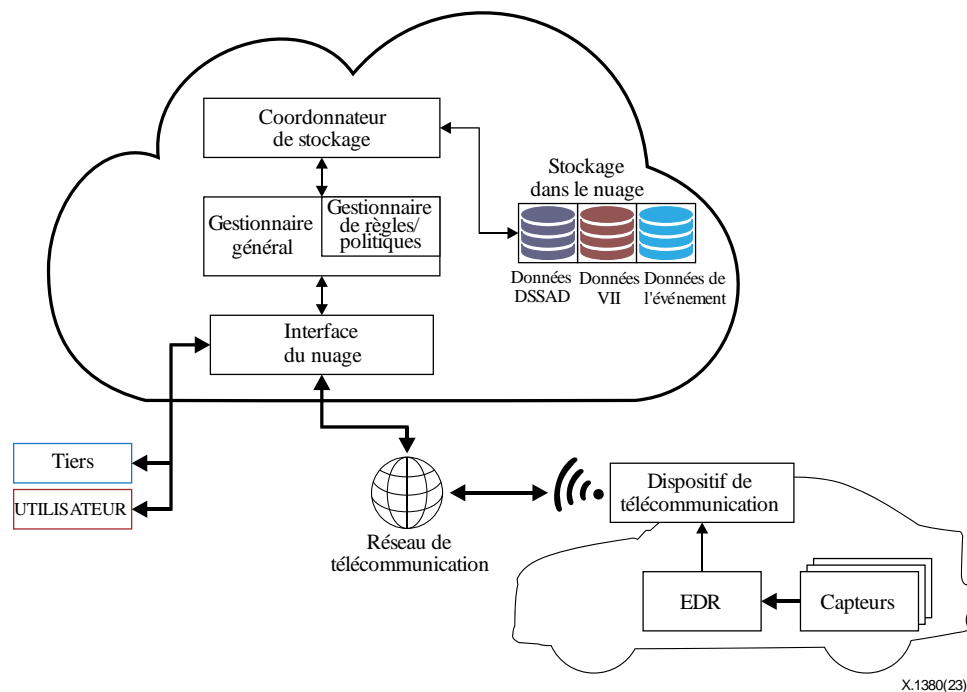 Coordonnateur
de stockage
Stockage
dans le nuage
Gestionnaire
général
Gestionnaire
de règles/
politiques
Données
DSSAD
Données
VII
Données de
l'événement
Interface
du nuage
Tiers
UTILISATEUR
Réseau de
télécommunication
Dispositif de
télécommunication
EDR
Capteurs
X.1380(23)